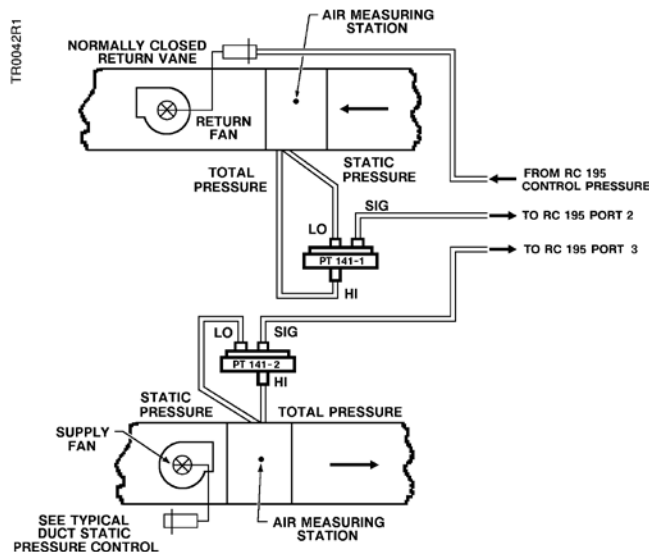 TR0042R1
AIR MEASURING
STATION
NORMALLY CLOSED
RETURN VANE
RETURN
FAN
TOTAL
PRESSURE
STATIC
PRESSURE
FROM RC 195
CONTROL PRESSURE
SIG
TO RC 195 PORT 2
LO
TO RC 195 PORT 3
PT 141-1
HI
LO
SIG
PT 141-2
HI
STATIC
PRESSURE
TOTAL PRESSURE
SUPPLY
FAN
SEE TYPICAL
DUCT STATIC
PRESSURE CONTROL
AIR MEASURING
STATION